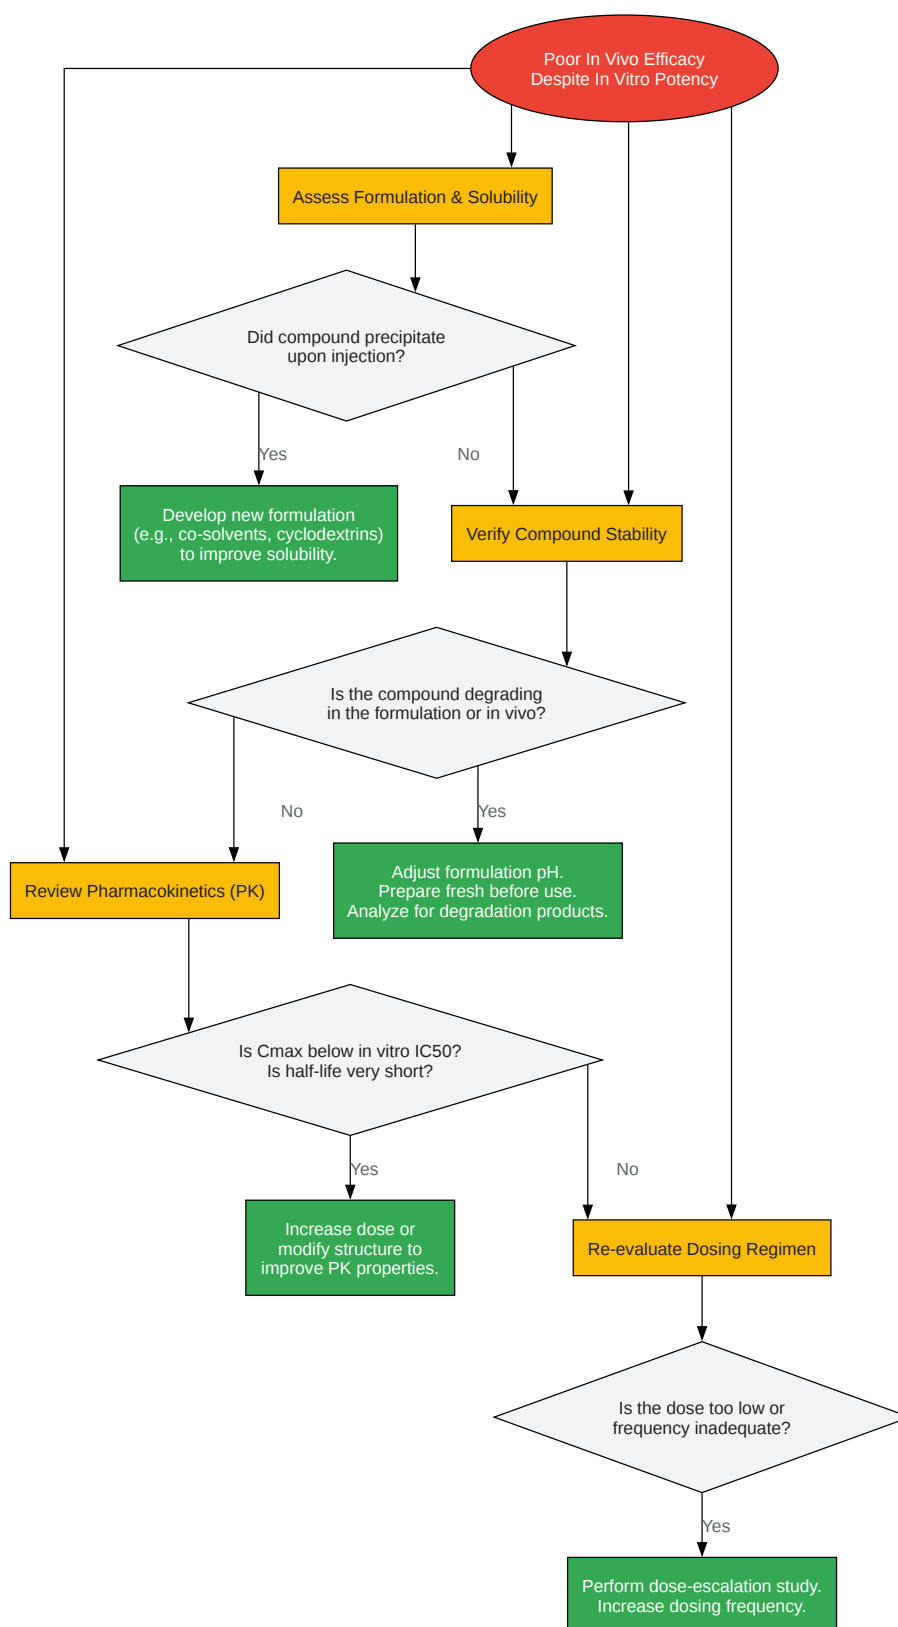 Poor In Vivo Efficacy
Despite In Vitro Potency
Assess Formulation & Solubility
Did compound precipitate
upon injection?
Yes
No
Develop new formulation
(e.g., co-solvents, cyclodextrins)
to improve solubility.
Verify Compound Stability
Is the compound degrading
in the formulation or in vivo?
No
Yes
Adjust formulation pH.
Prepare fresh before use.
Analyze for degradation products.
Review Pharmacokinetics (PK)
Is Cmax below in vitro IC50?
Is half-life very short?
Yes
No
Increase dose or
modify structure to
improve PK properties.
Re-evaluate Dosing Regimen
Is the dose too low or
frequency inadequate?
Yes
Perform dose-escalation study.
Increase dosing frequency.